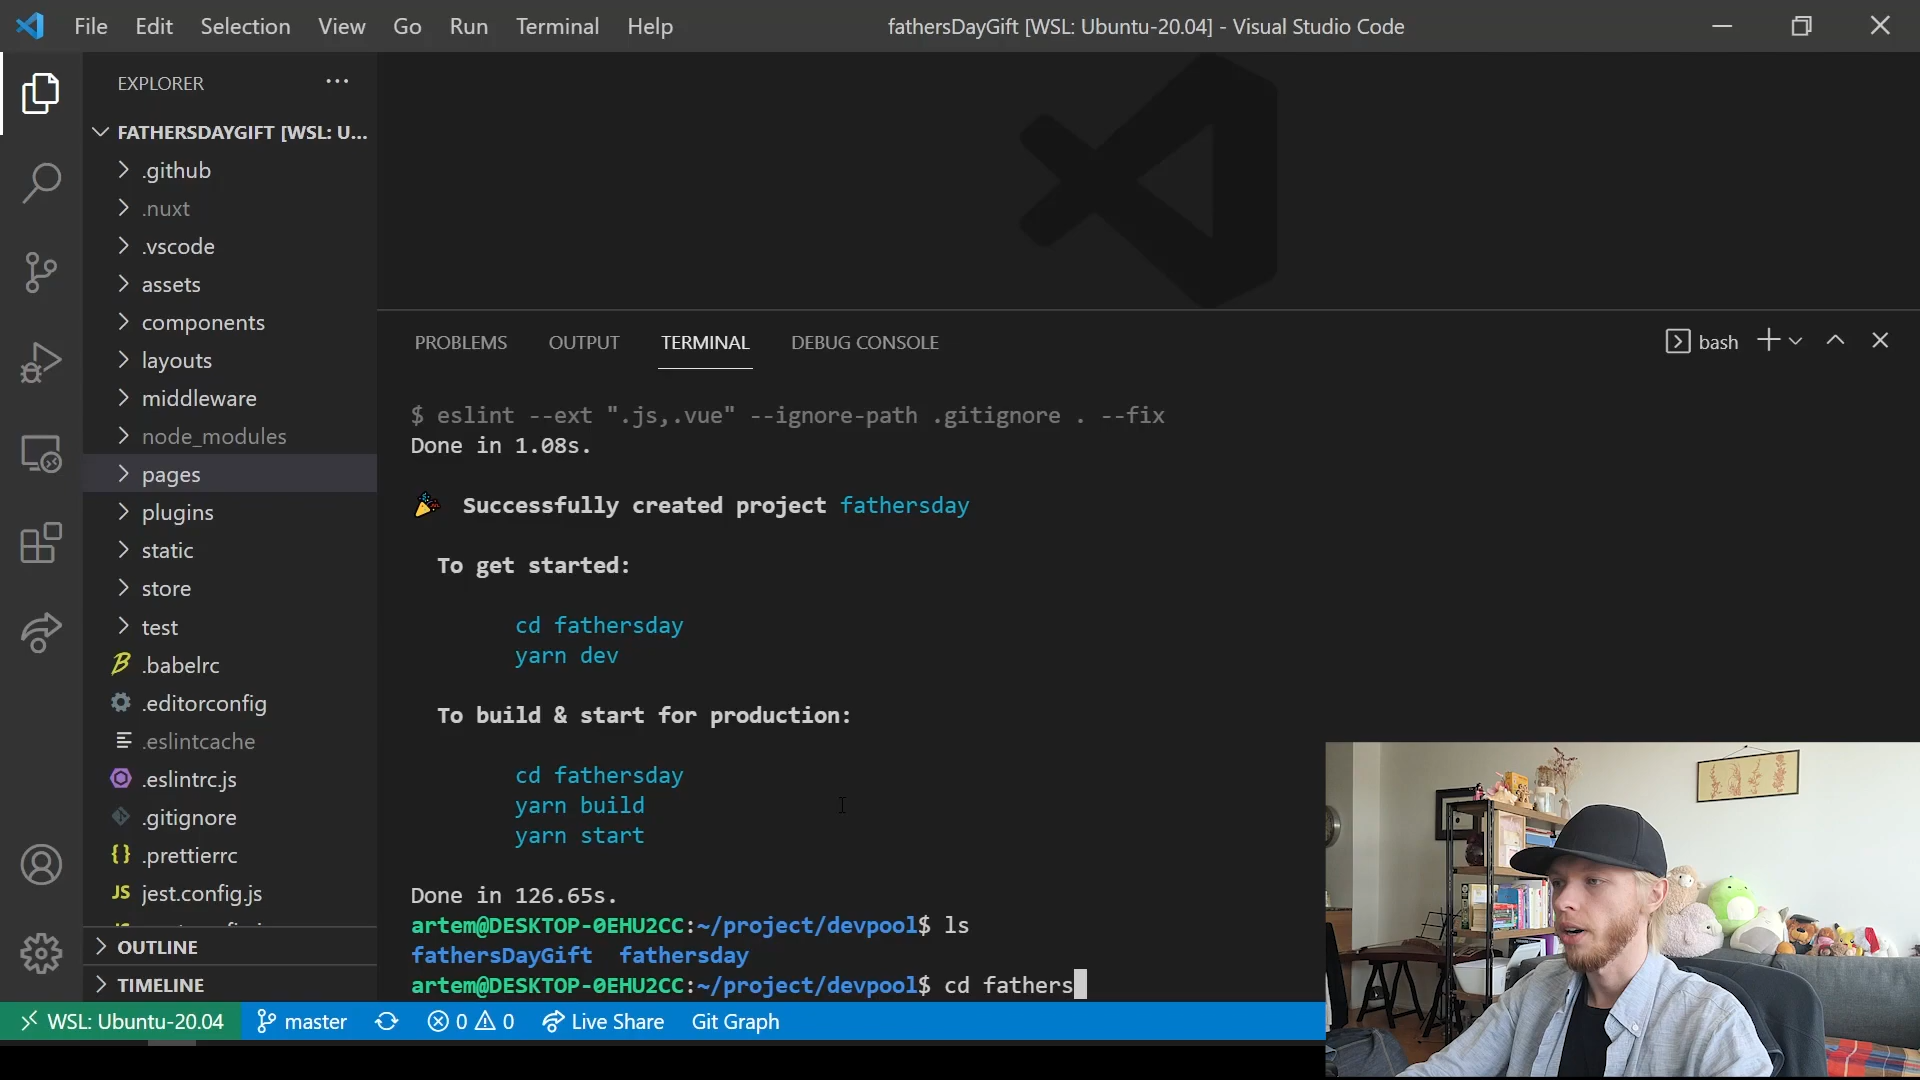 File Edit Selection View Go Run Terminal Help
fathersDayGift [WSL: Ubuntu-20.04] - Visual Studio Code
EXPLORER
FATHERSDAYGIFT [WSL: U...
.github
.nuxt
.vscode
assets
components
layouts
middleware
node_modules
pages
plugins
static
store
test
.babelrc
.editorconfig
.eslintcache
.eslintrc.js
.gitignore
.prettierrc
JS jest.config.js
OUTLINE
TIMELINE
PROBLEMS OUTPUT TERMINAL DEBUG CONSOLE
bash
$ eslint --ext ".js,.vue" --ignore-path .gitignore . --fix
Done in 1.08s.
Successfully created project fathersday
To get started:
cd fathersday
yarn dev
To build & start for production:
cd fathersday
yarn build
yarn start
Done in 126.65s.
artem@DESKTOP-0EHU2CC:~/project/devpool$ ls
fathersDayGift fathersday
artem@DESKTOP-0EHU2CC:~/project/devpool$ cd fathers
WSL: Ubuntu-20.04 master 0 0 Live Share Git Graph